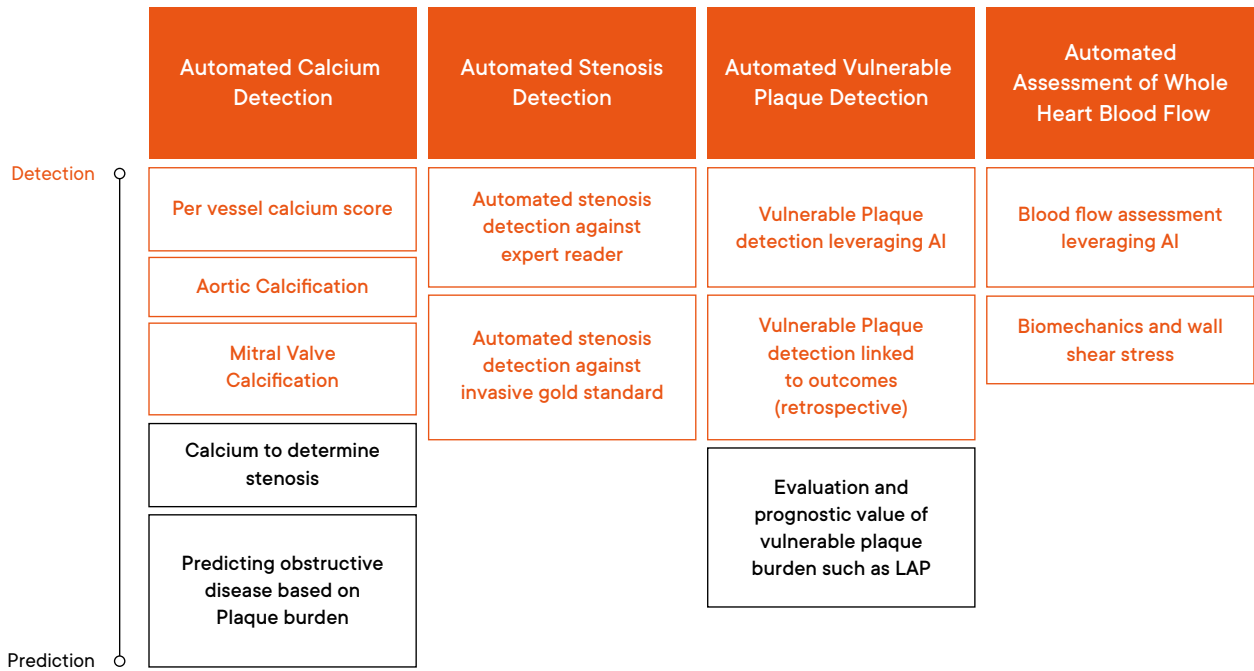 Automated Calcium
Detection
Automated Stenosis
Detection
Automated Vulnerable
Plaque Detection
Automated
Assessment of Whole
Heart Blood Flow
Detection
Per vessel calcium score
Aortic Calcification
Mitral Valve
Calcification
Calcium to determine
stenosis
Predicting obstructive
disease based on
Plaque burden
Automated stenosis
detection against
expert reader
Automated stenosis
detection against
invasive gold standard
Vulnerable Plaque
detection leveraging AI
Vulnerable Plaque
detection linked
to outcomes
(retrospective)
Evaluation and
prognostic value of
vulnerable plaque
burden such as LAP
Blood flow assessment
leveraging AI
Biomechanics and wall
shear stress
Prediction